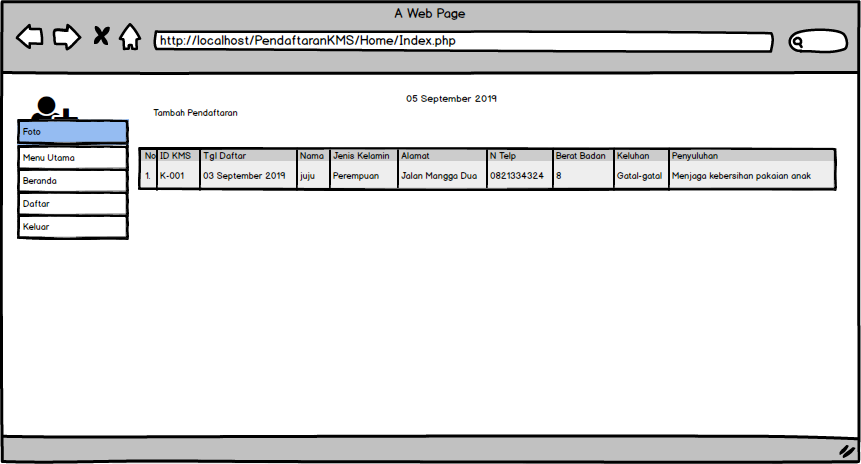 A Web Page
http://localhost/PendaftaranKMS/Home/Index.php
05 September 2019
Tambah Pendaftaran
Foto
Menu Utama
Beranda
Daftar
Keluar
No ID KMS Tgl Daftar Nama Jenis Kelamin Alamat N Telp Berat Badan Keluhan Penyuluhan
1. K-001 03 September 2019 juju Perempuan Jalan Mangga Dua 0821334324 8 Gatal-gatal Menjaga kebersihan pakaian anak